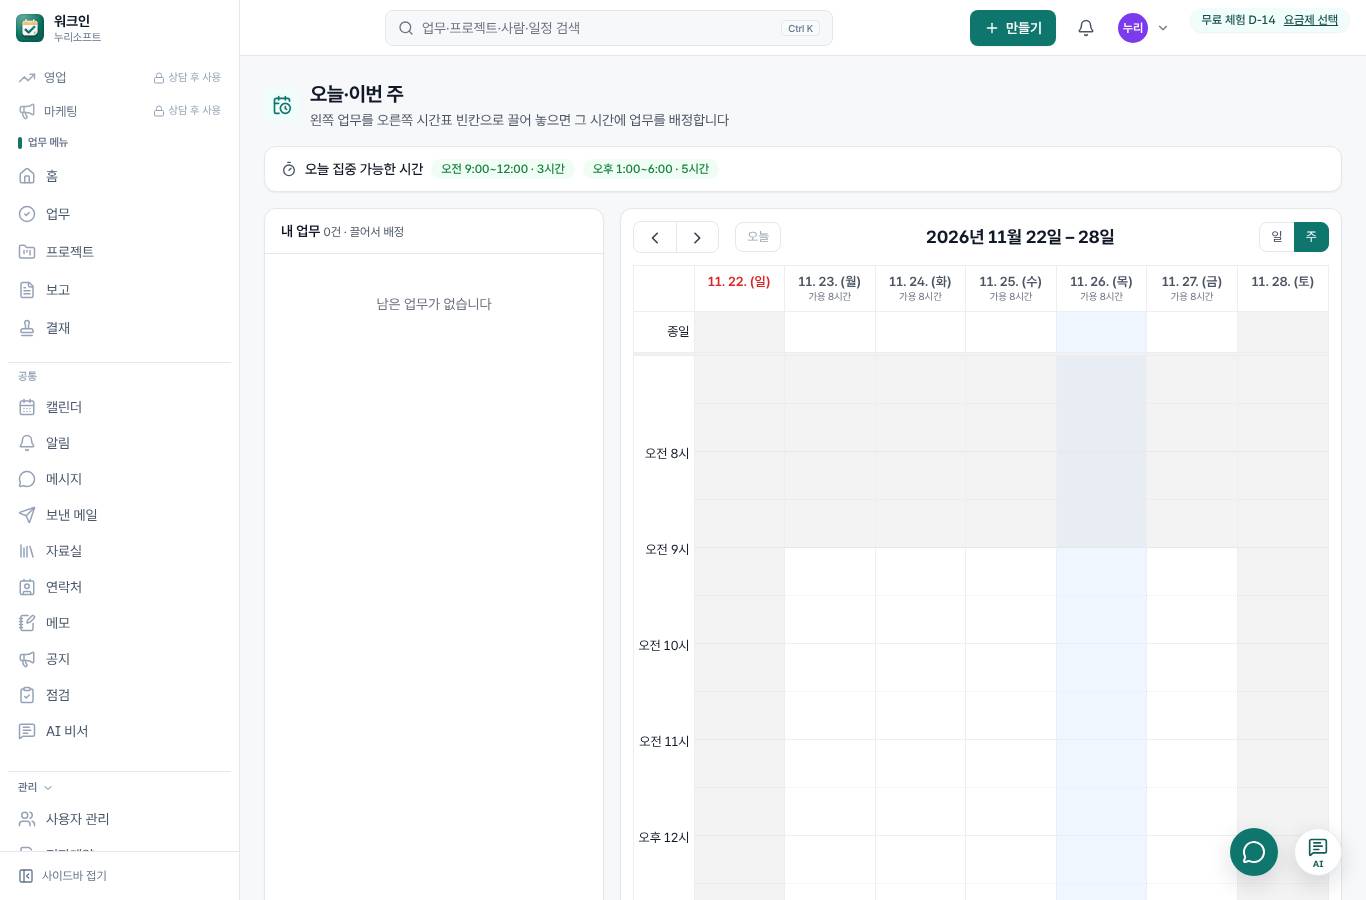 워크인
누리소프트
업무·프로젝트·사람·일정 검색
Ctrl K
만들기
누리
무료 체험 D-14 요금제 선택
영업
상담 후 사용
마케팅
상담 후 사용
업무 메뉴
홈
업무
프로젝트
보고
결재
공통
캘린더
알림
메시지
보낸 메일
자료실
연락처
메모
공지
점검
AI 비서
관리
사용자 관리
사이드바 접기
오늘·이번 주
왼쪽 업무를 오른쪽 시간표 빈칸으로 끌어 놓으면 그 시간에 업무를 배정합니다
오늘 집중 가능한 시간
오전 9:00~12:00 · 3시간
오후 1:00~6:00 · 5시간
내 업무 0건 · 끌어서 배정
남은 업무가 없습니다
오늘
2026년 11월 22일 – 28일
일
주
11. 22. (일)
11. 23. (월)
가용 8시간
11. 24. (화)
가용 8시간
11. 25. (수)
가용 8시간
11. 26. (목)
가용 8시간
11. 27. (금)
가용 8시간
11. 28. (토)
종일
오전 8시
오전 9시
오전 10시
오전 11시
오후 12시
AI